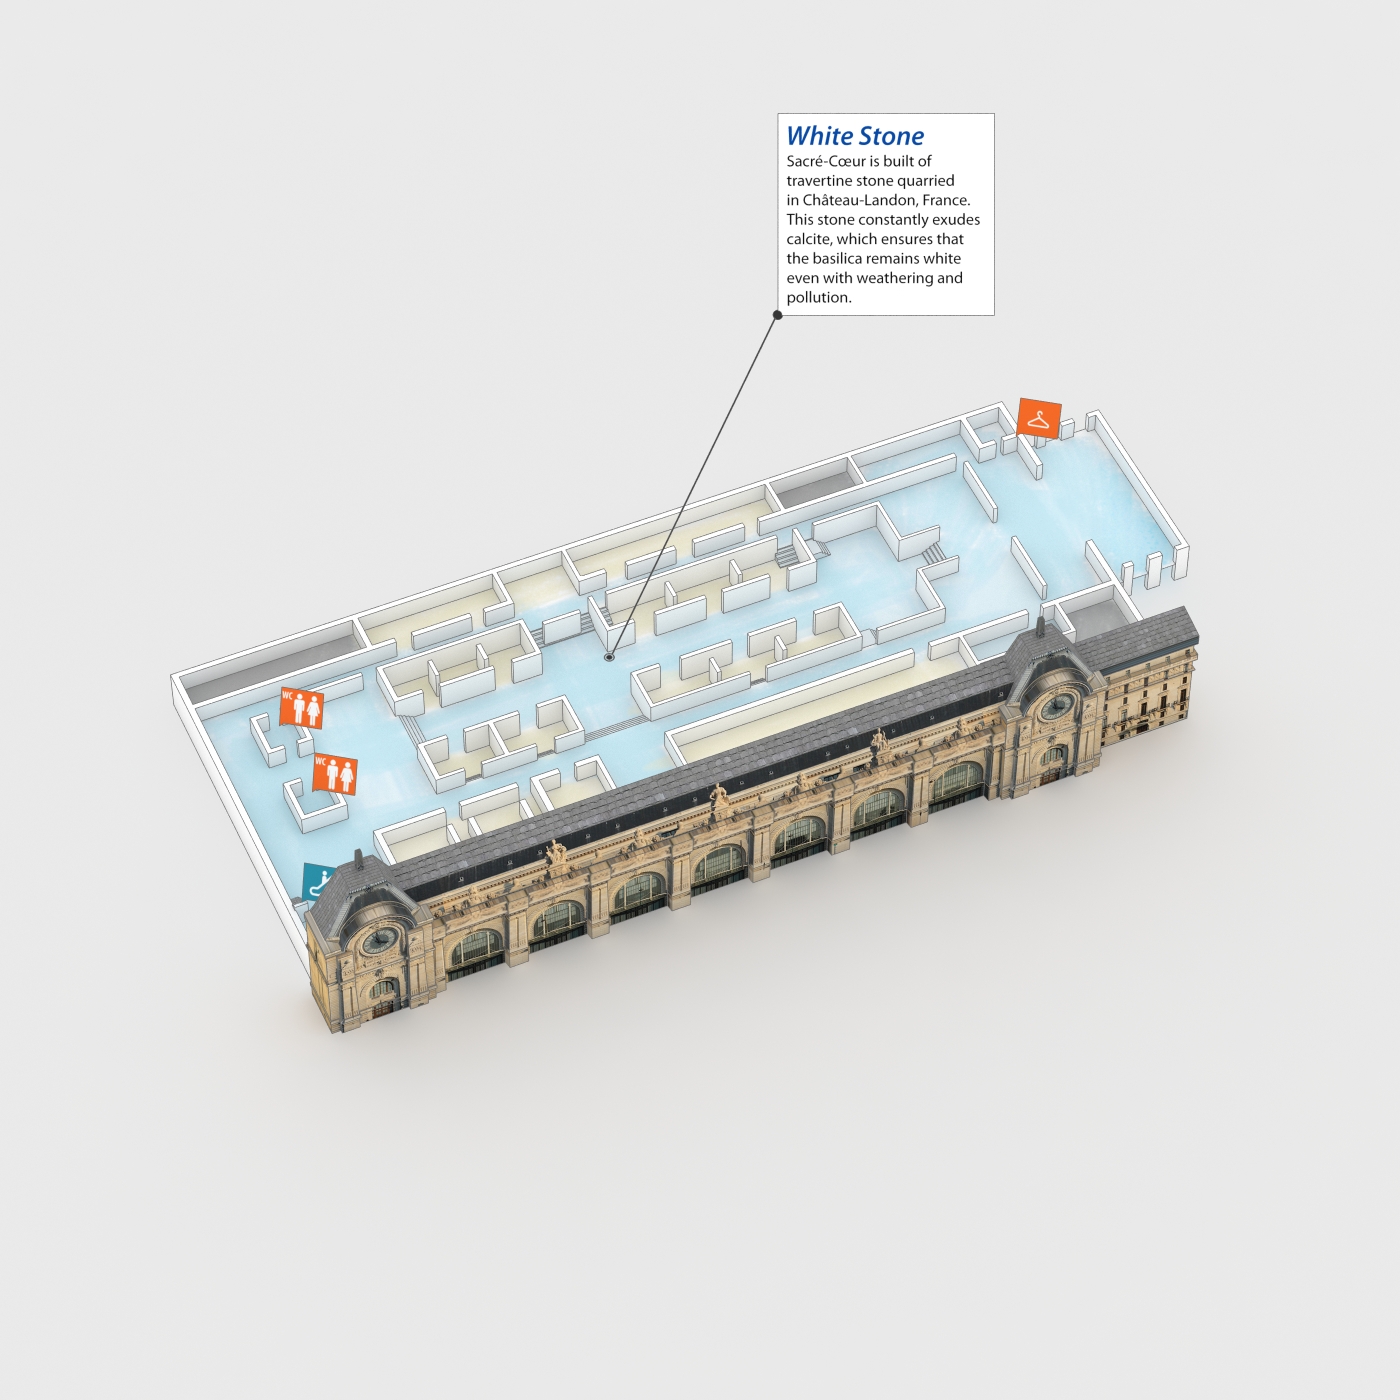 White Stone
Sacré-Cœur is built of
travertine stone quarried
in Château-Landon, France.
This stone constantly exudes
calcite, which ensures that
the basilica remains white
even with weathering and
pollution.
WC
WC